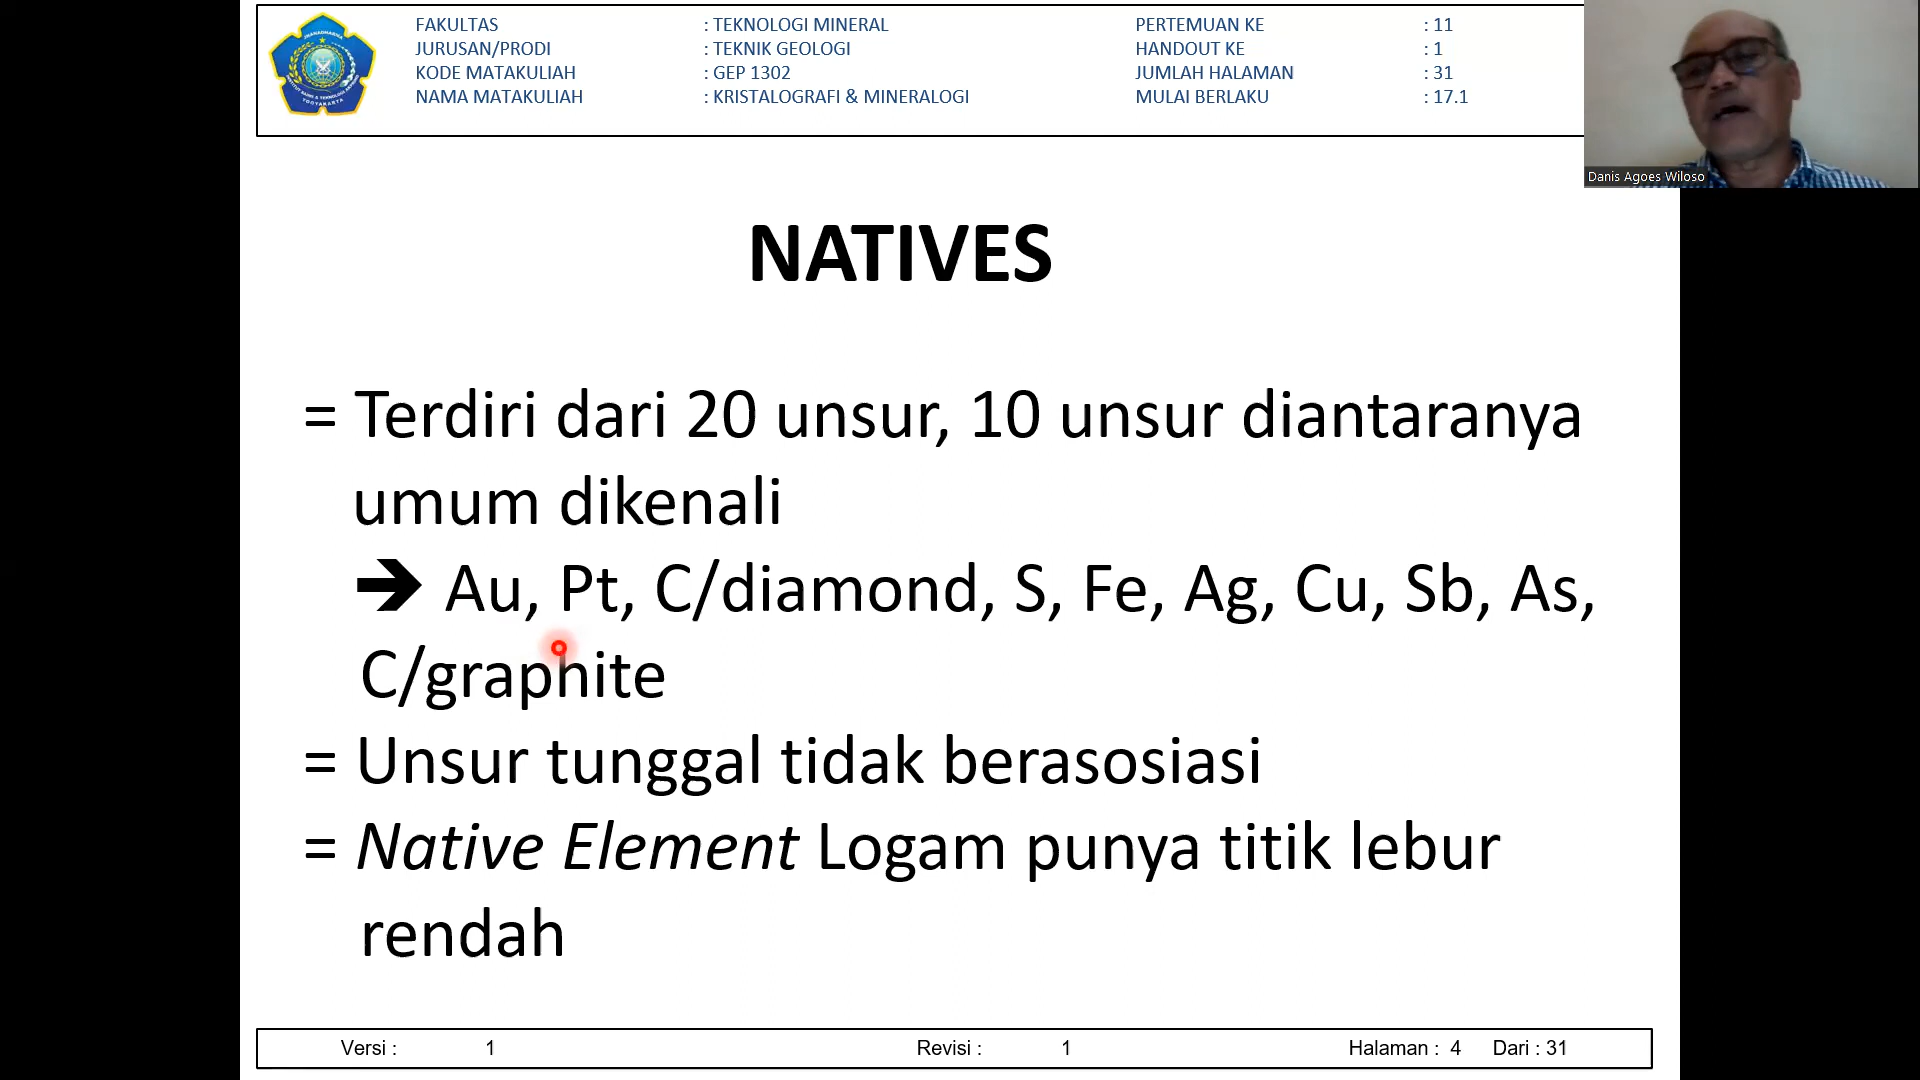 FAKULTAS : TEKNOLOGI MINERAL PERTEMUAN KE : 11
JURUSAN/PRODI : TEKNIK GEOLOGI HANDOUT KE : 1
KODE MATAKULIAH : GEP 1302 JUMLAH HALAMAN : 31
NAMA MATAKULIAH : KRISTALOGRAFI & MINERALOGI MULAI BERLAKU : 17.1
Danis Agoes Wiloso
NATIVES
= Terdiri dari 20 unsur, 10 unsur diantaranya
umum dikenali
➔ Au, Pt, C/diamond, S, Fe, Ag, Cu, Sb, As,
C/graphite
= Unsur tunggal tidak berasosiasi
= Native Element Logam punya titik lebur
rendah
Versi : 1 Revisi : 1 Halaman : 4 Dari : 31